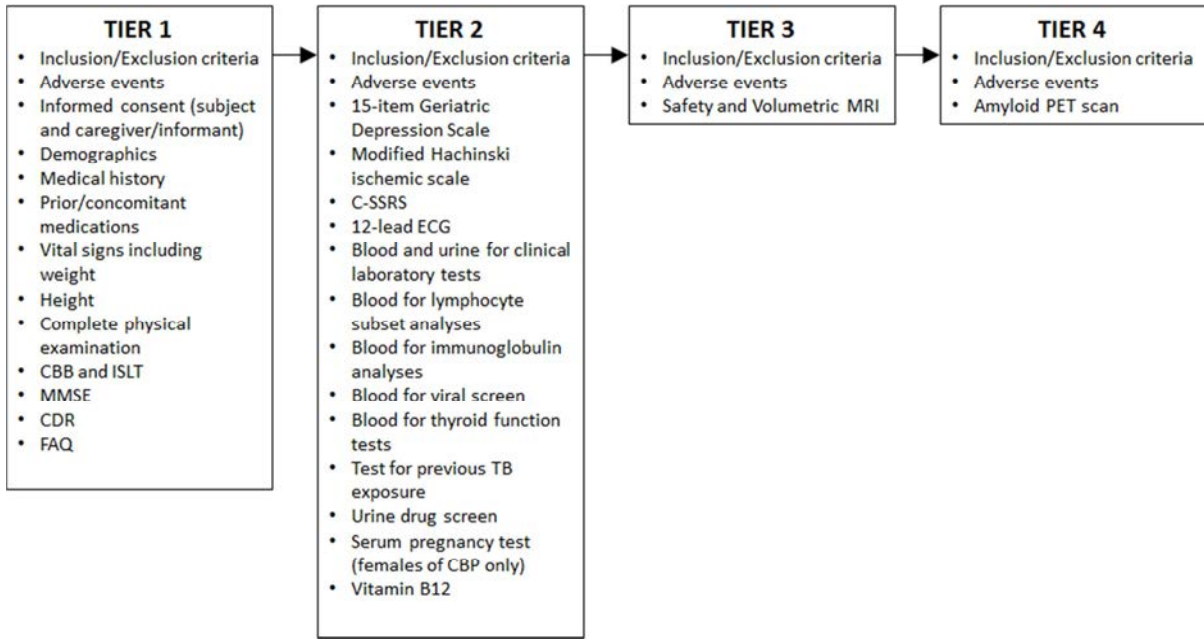 TIER 1
• Inclusion/Exclusion criteria
• Adverse events
• Informed consent (subject
and caregiver/informant)
• Demographics
• Medical history
• Prior/concomitant
medications
• Vital signs including
weight
• Height
• Complete physical
examination
• CBB and ISLT
• MMSE
• CDR
• FAQ
TIER 2
• Inclusion/Exclusion criteria
• Adverse events
• 15-item Geriatric
Depression Scale
• Modified Hachinski
ischemic scale
• C-SSRS
• 12-lead ECG
• Blood and urine for clinical
laboratory tests
• Blood for lymphocyte
subset analyses
• Blood for immunoglobulin
analyses
• Blood for viral screen
• Blood for thyroid function
tests
• Test for previous TB
exposure
• Urine drug screen
• Serum pregnancy test
(females of CBP only)
• Vitamin B12
TIER 3
• Inclusion/Exclusion criteria
• Adverse events
• Safety and Volumetric MRI
TIER 4
• Inclusion/Exclusion criteria
• Adverse events
• Amyloid PET scan